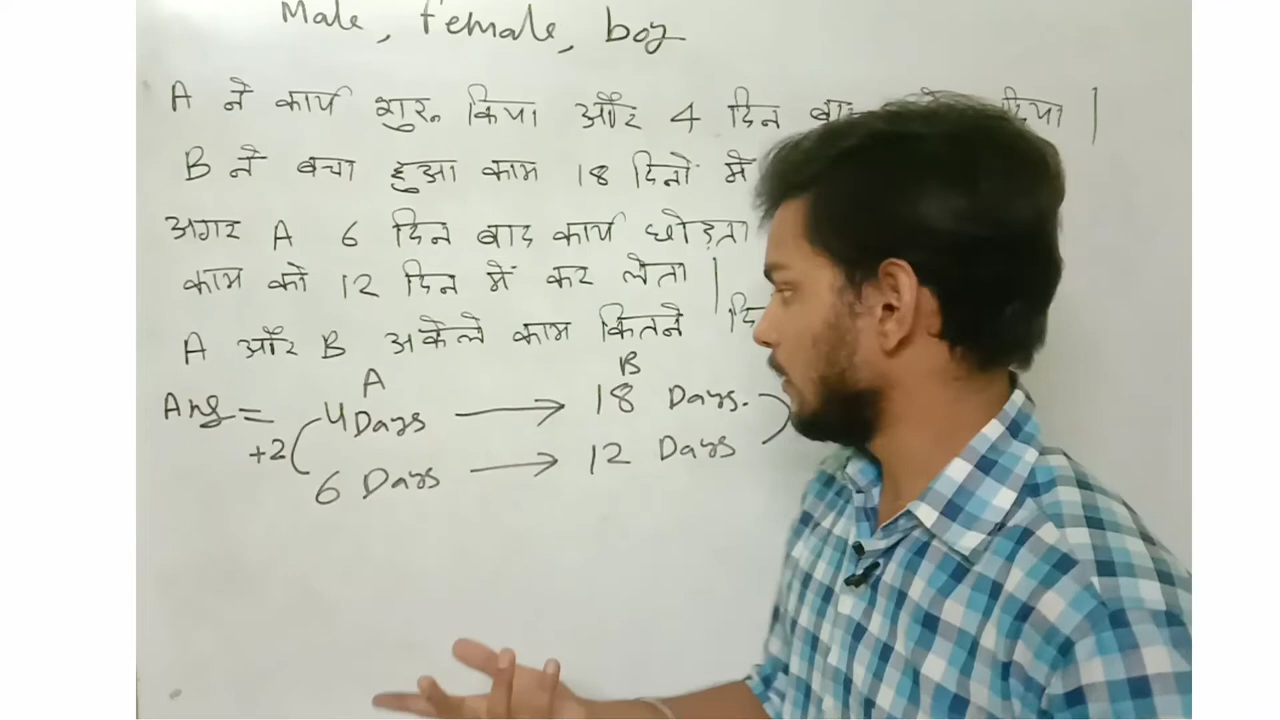 Male, female, boy
A ने कार्य शुरू किया और 4 दिन
B ने बचा हुआ काम 18 दिनों में
अगर A 6 दिन बाद कार्य छोड़ता
काम को 12 दिन में कर लेता |
A और B अकेले काम कितने
A B
Ans = 4 Days → 18 Days.
+2
6 Days → 12 Days